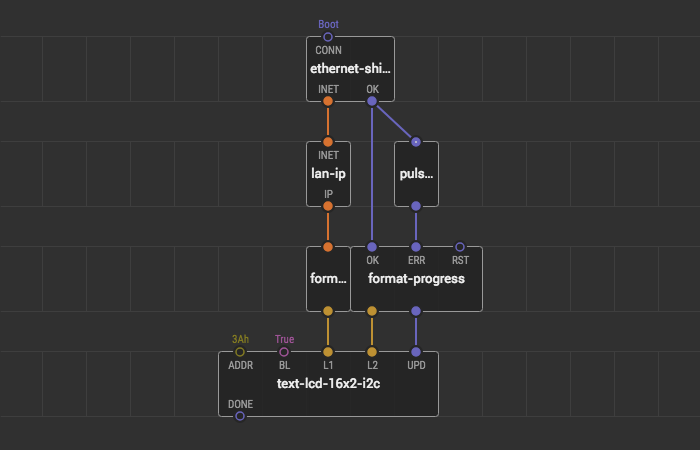 Boot
CONN
ethernet-shi...
INET OK
INET
lan-ip
puls...
IP
OK ERR RST
form...
format-progress
3Ah True
ADDR BL L1 L2 UPD
text-lcd-16x2-i2c
DONE